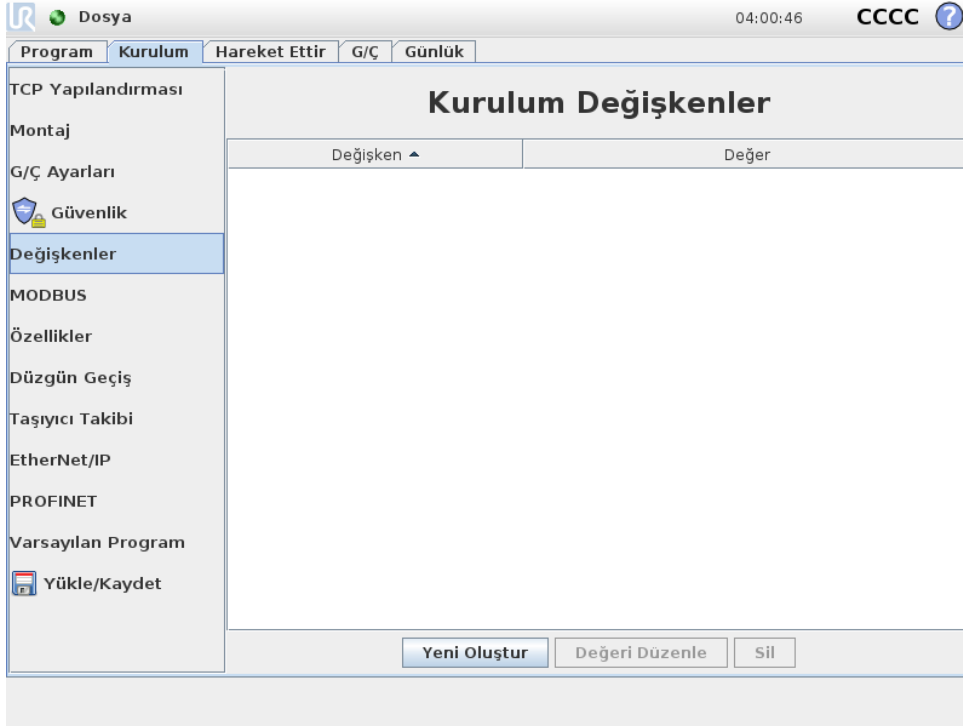 UR Dosya 04:00:46 CCCC ?
Program Kurulum Hareket Ettir G/Ç Günlük
TCP Yapılandırması
Montaj
G/Ç Ayarları
Güvenlik
Değişkenler
MODBUS
Özellikler
Düzgün Geçiş
Taşıyıcı Takibi
EtherNet/IP
PROFINET
Varsayılan Program
Yükle/Kaydet
Kurulum Değişkenler
Değişken Değer
Yeni Oluştur Değeri Düzenle Sil